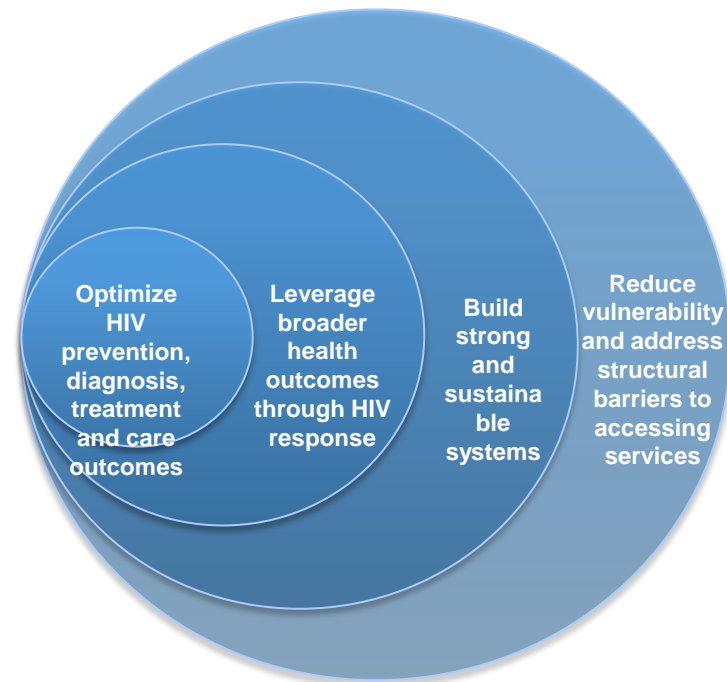 Optimize
HIV
prevention,
diagnosis,
treatment
and care
outcomes
Leverage
broader
health
outcomes
through HIV
response
Build
strong
and
sustaina
ble
systems
Reduce
vulnerability
and address
structural
barriers to
accessing
services